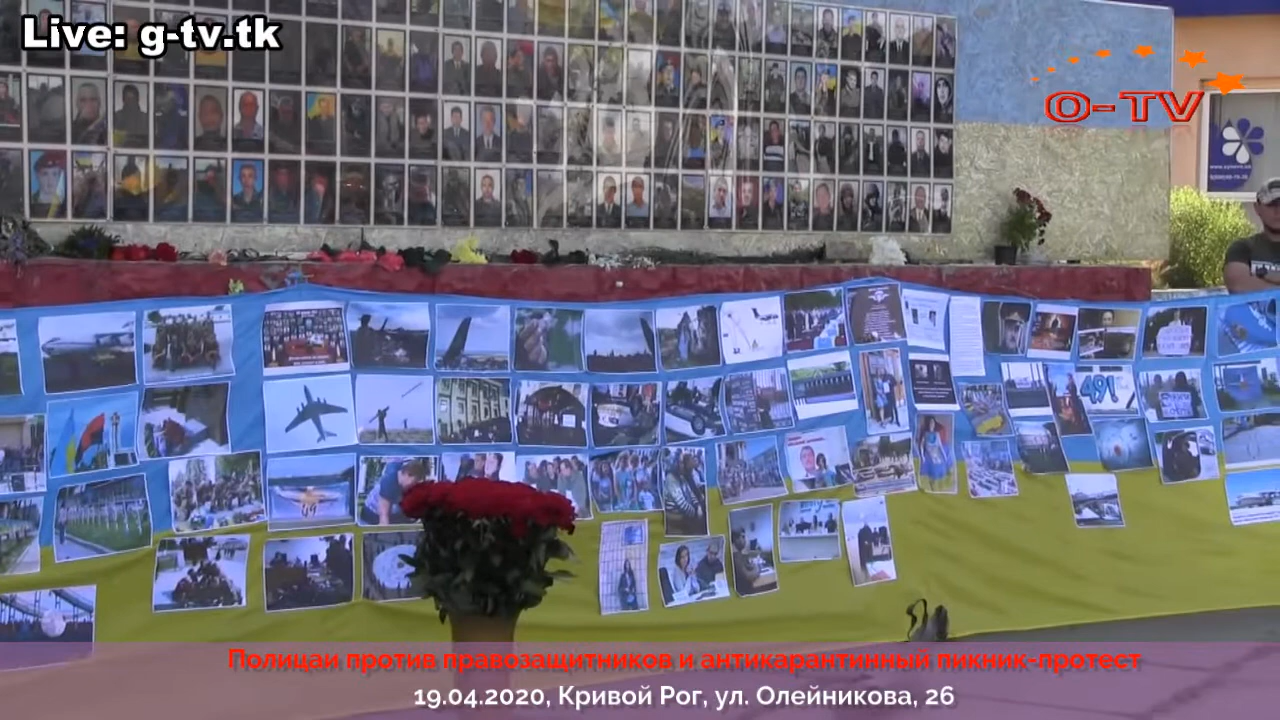 Live: g-tv.tk
O-TV
491
Полицаи против правозащитников и антикарантинный пикник-протест
19.04.2020, Кривой Рог, ул. Олейникова, 26